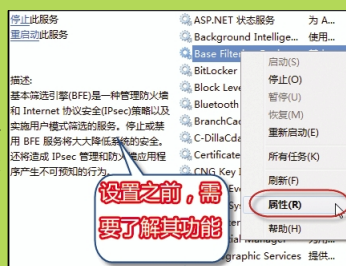 停止此服务
重启动此服务
描述:
基本筛选引擎(BFE)是一种管理防火墙
和 Internet 协议安全(IPsec)策略以及
实施用户模式筛选的服务。停止或禁
用 BFE 服务将大大降低系统的安全。
还将造成 IPsec 管理和防火墙应用程
序产生不可预知的行为。
设置之前，需
要了解其功能
ASP.NET 状态服务 为 A...
Background Intellige... 使用...
Base
BitLocker
Block Leve
Bluetooth
BranchCac
C-DillaCda
Certificate
CNG Key I
启动(S)
停止(O)
暂停(U)
恢复(M)
重新启动(E)
所有任务(K)
刷新(F)
属性(R)
帮助(H)
graphic Services 提供...